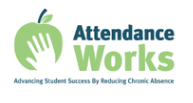 Attendance
Works
Advancing Student Success By Reducing Chronic Absence